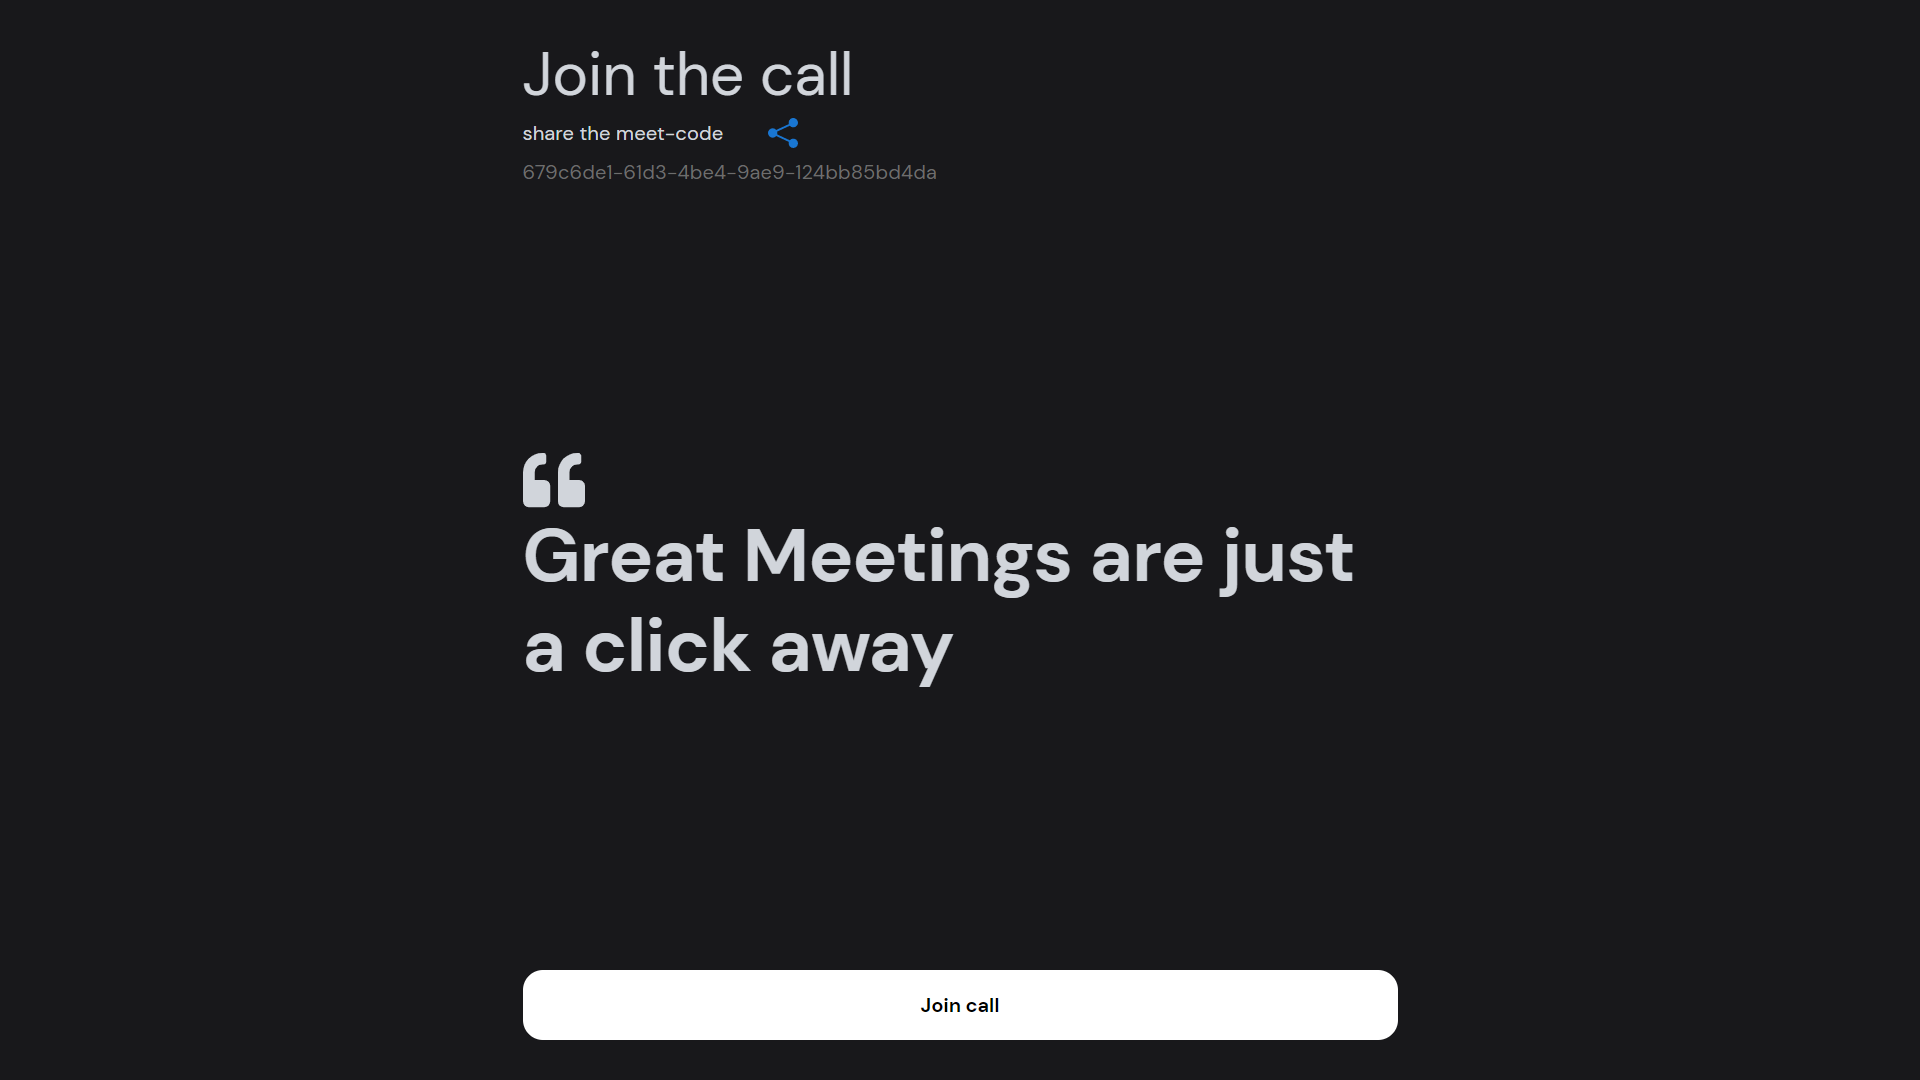 Join the call
share the meet-code
679c6de1-61d3-4be4-9ae9-124bb85bd4da
“
Great Meetings are just
a click away
Join call